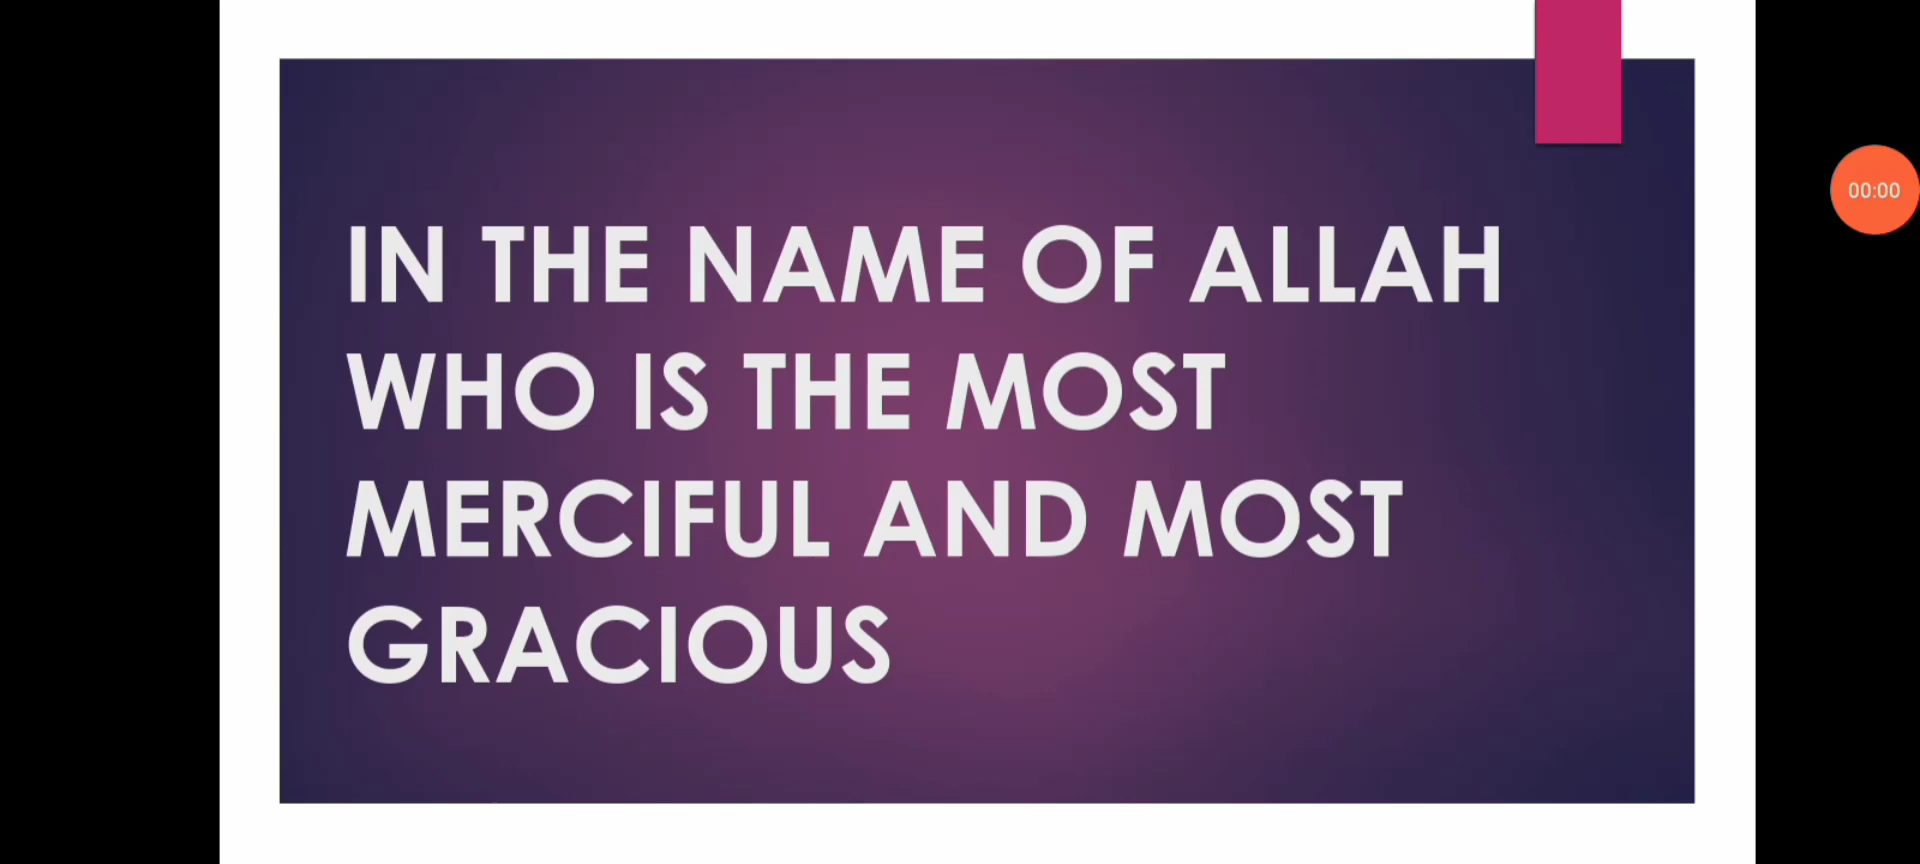 IN THE NAME OF ALLAH
WHO IS THE MOST
MERCIFUL AND MOST
GRACIOUS
00:00